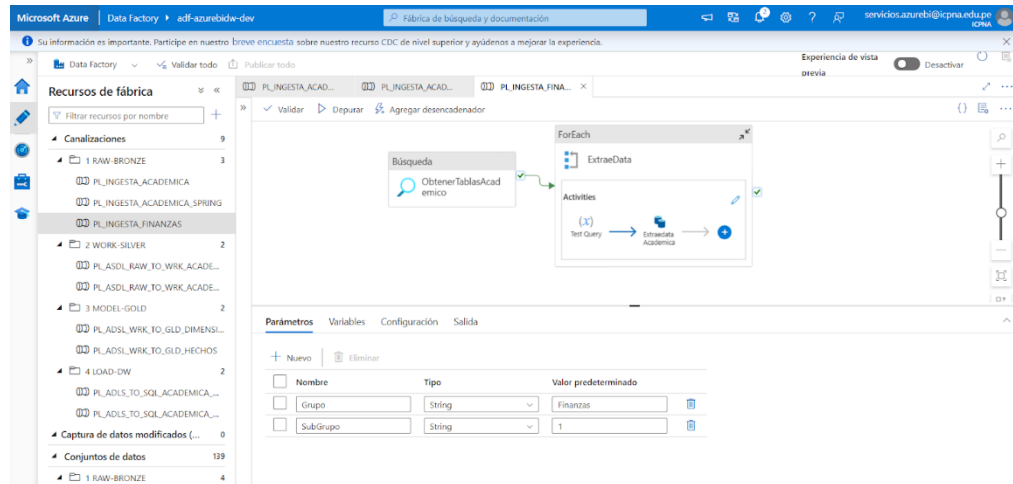 Microsoft Azure Data Factory adf-azurebidw-dev Fábrica de búsqueda y documentación servicios.azurebi@icpna.edu.pe
ICPNA
Su información es importante. Participe en nuestro breve encuesta sobre nuestro recurso CDC de nivel superior y ayúdenos a mejorar la experiencia.
Data Factory Validar todo Publicar todo Experiencia de vista previa Desactivar
Recursos de fábrica
Filtrar recursos por nombre
Canalizaciones 9
1 RAW-BRONZE 3
PL_INGESTA_ACADEMICA
PL_INGESTA_ACADEMICA_SPRING
PL_INGESTA_FINANZAS
2 WORK-SILVER 2
PL_ASDL_RAW_TO_WRK_ACADE...
PL_ASDL_RAW_TO_WRK_ACADE...
3 MODEL-GOLD 2
PL_ADSL_WRK_TO_GLD_DIMENSI...
PL_ADSL_WRK_TO_GLD_HECHOS
4 LOAD-DW 2
PL_ADLS_TO_SQL_ACADEMICA_...
PL_ADLS_TO_SQL_ACADEMICA_...
Captura de datos modificados (... 0
Conjuntos de datos 139
1 RAW-BRONZE 4
PL_INGESTA_ACAD... PL_INGESTA_ACAD... PL_INGESTA_FINA...
Validar Depurar Agregar desencadenador
Búsqueda
ObtenerTablasAcad
emico
ForEach
ExtraeData
Activities
(x)
Test Query
Extraedata
Academica
Parámetros Variables Configuración Salida
Nuevo Eliminar
Nombre Tipo Valor predeterminado
Grupo String Finanzas
SubGrupo String 1